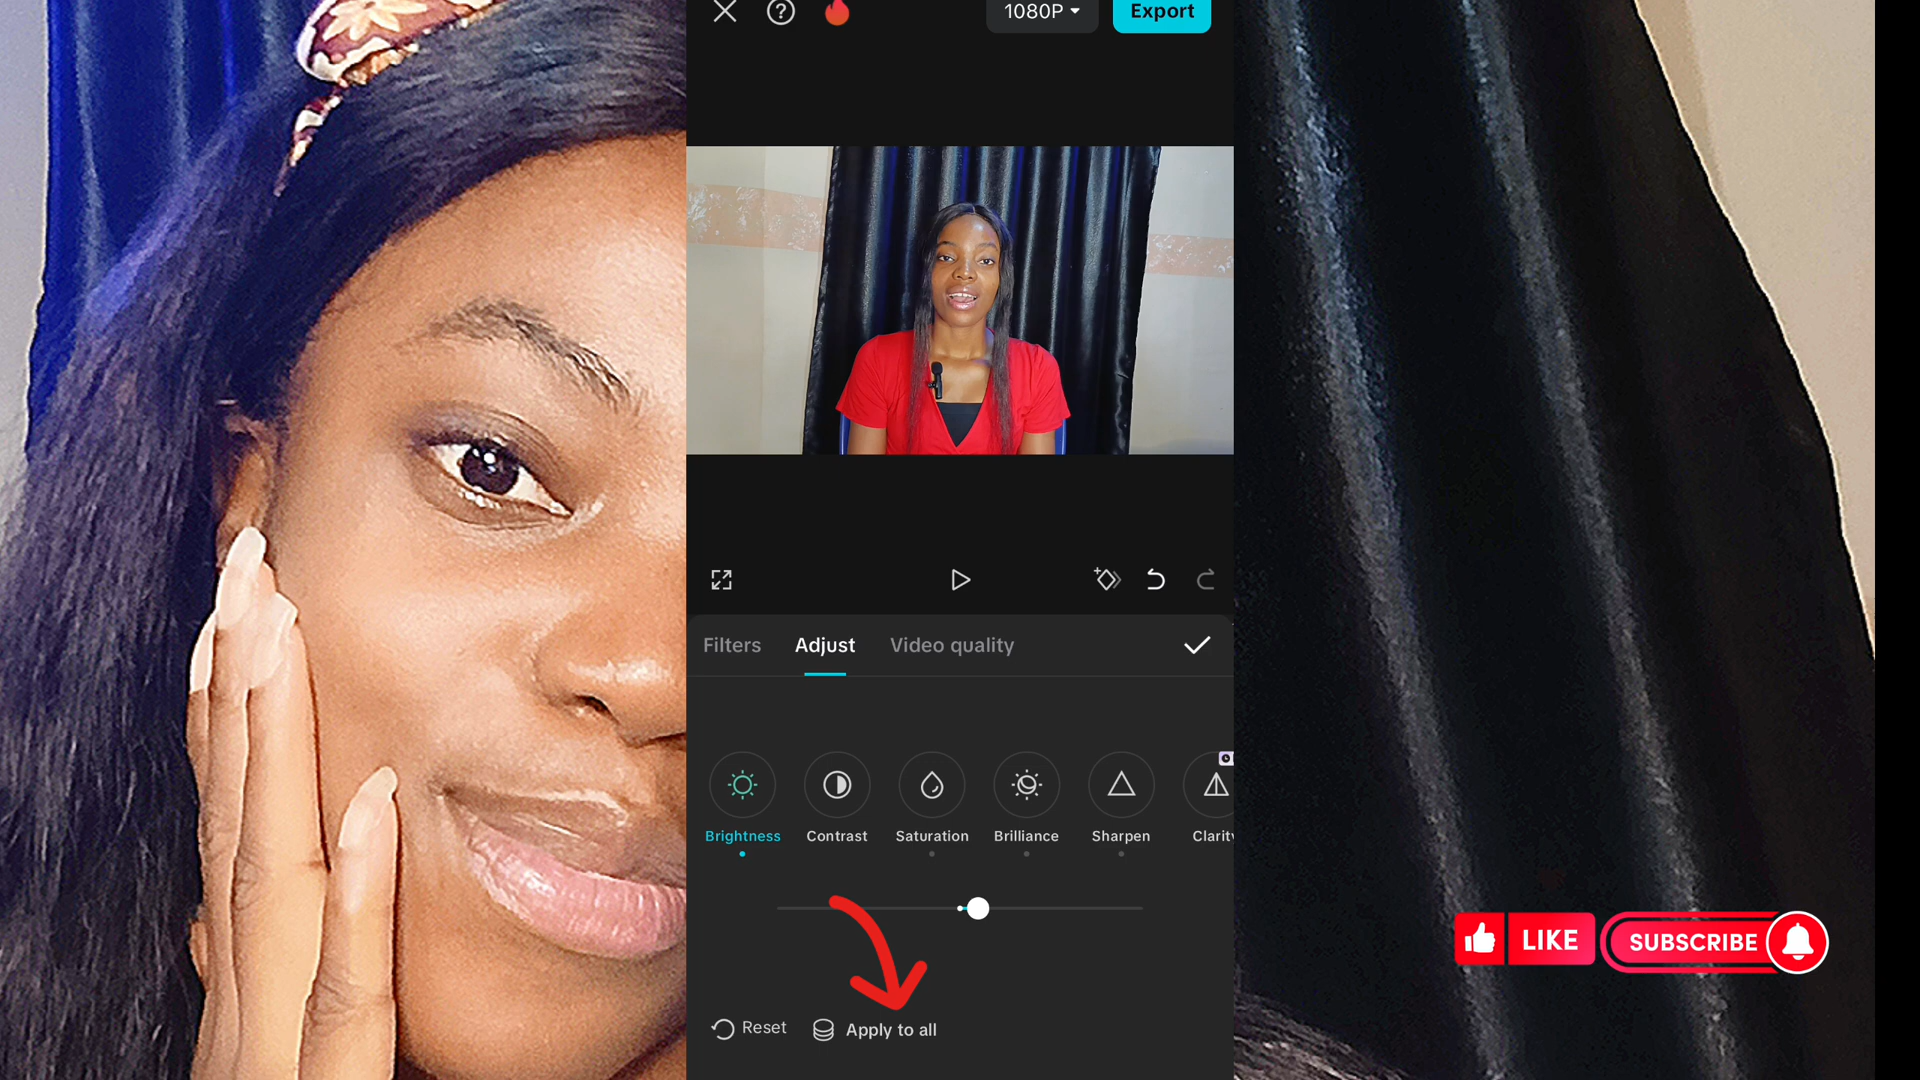 1080P
Export
Filters
Adjust
Video quality
Brightness
Contrast
Saturation
Brilliance
Sharpen
Clarity
LIKE
SUBSCRIBE
Reset
Apply to all